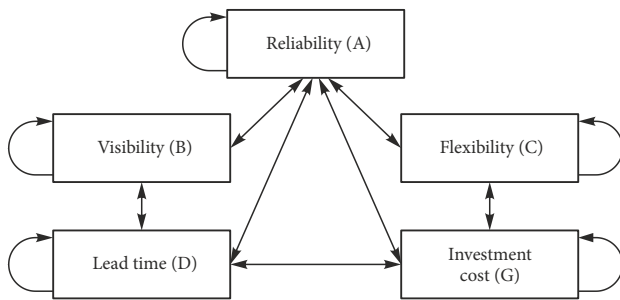 Reliability (A)
Visibility (B)
Flexibility (C)
Lead time (D)
Investment
cost (G)